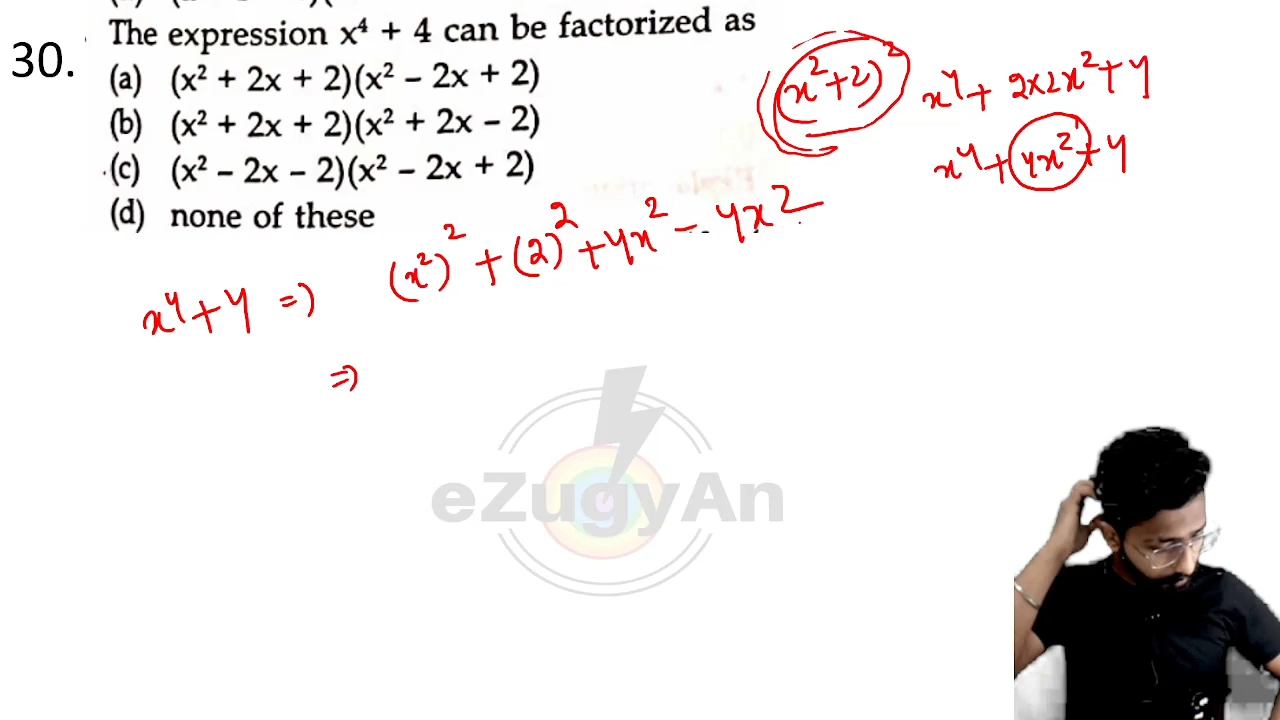 30.
The expression x⁴ + 4 can be factorized as
(a) (x² + 2x + 2)(x² – 2x + 2)
(b) (x² + 2x + 2)(x² + 2x – 2)
(c) (x² – 2x – 2)(x² – 2x + 2)
(d) none of these
(x²+2)² x⁴ + 2×2x² + 4
x⁴ + 4x² + 4
x⁴ + 4 ⇒ (x²)² + (2)² + 4x² – 4x²
⇒
eZugyAn